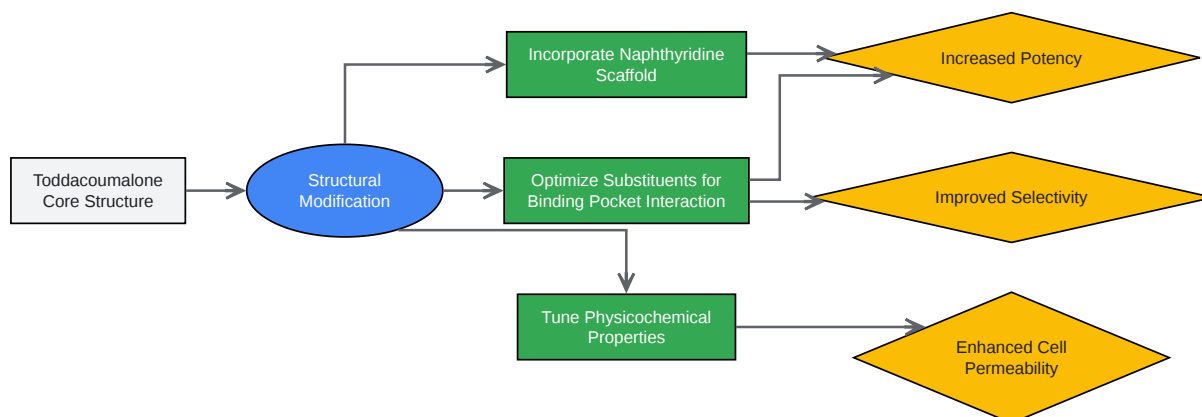 Toddacoumalone
Core Structure
Structural
Modification
Incorporate Naphthyridine
Scaffold
Optimize Substituents for
Binding Pocket Interaction
Tune Physicochemical
Properties
Increased Potency
Improved Selectivity
Enhanced Cell
Permeability